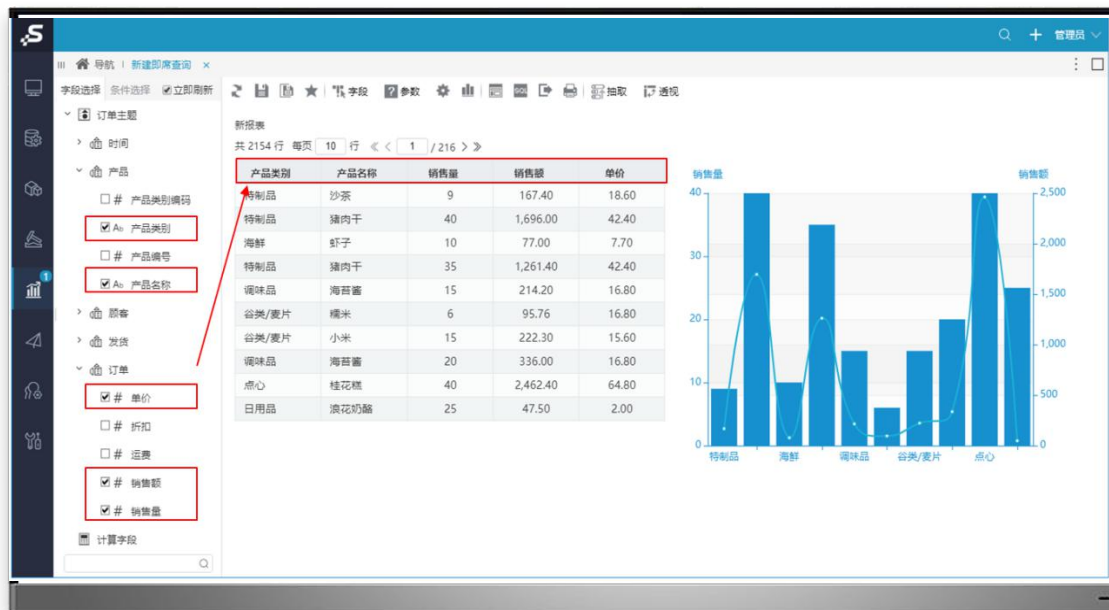 管理员
导航 新建即席查询 ×
字段选择 条件选择 立即刷新
字段 参数 SQL 抽取 透视
订单主题
时间
产品
# 产品类别编码
Ab 产品类别
# 产品编号
Ab 产品名称
顾客
发货
订单
# 单价
# 折扣
# 运费
# 销售额
# 销售量
计算字段
1
新报表
共 2154 行 每页 10 行 《 < 1 / 216 > 》
产品类别 产品名称 销售量 销售额 单价
特制品 沙茶 9 167.40 18.60
特制品 猪肉干 40 1,696.00 42.40
海鲜 虾子 10 77.00 7.70
特制品 猪肉干 35 1,261.40 42.40
调味品 海苔酱 15 214.20 16.80
谷类/麦片 糯米 6 95.76 16.80
谷类/麦片 小米 15 222.30 15.60
调味品 海苔酱 20 336.00 16.80
点心 桂花糕 40 2,462.40 64.80
日用品 浪花奶酪 25 47.50 2.00
销售量 销售额
40 2,500
2,000
30
1,500
20
1,000
10
500
0 0
特制品 海鲜 调味品 谷类/麦片 点心